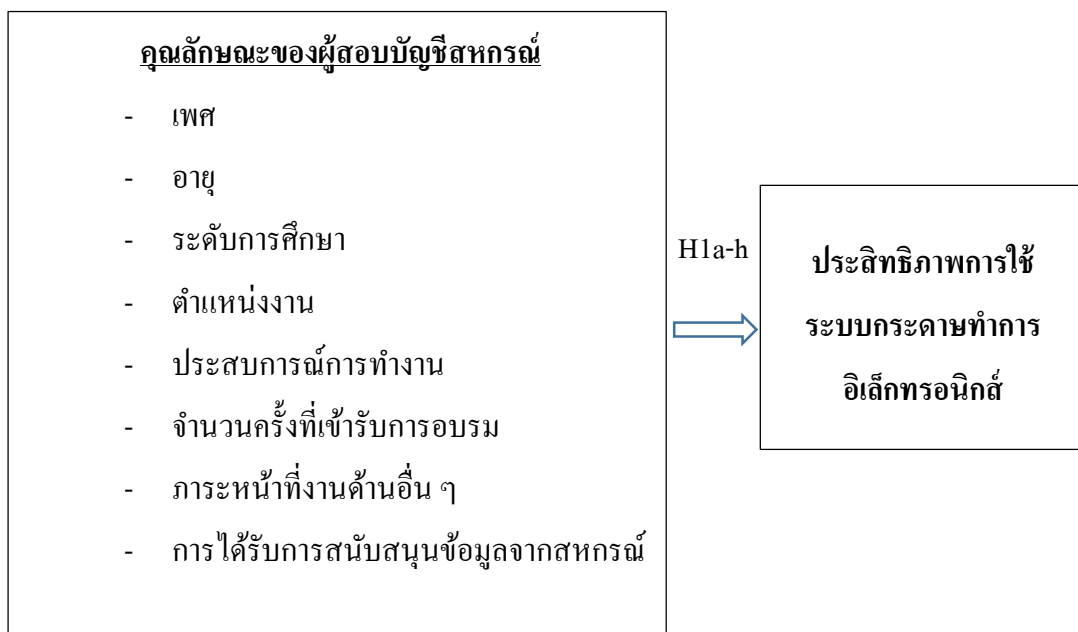 คุณลักษณะของผู้สอบบัญชีสหกรณ์
- เพศ
- อายุ
- ระดับการศึกษา
- ตำแหน่งงาน
- ประสบการณ์การทำงาน
- จำนวนครั้งที่เข้ารับการอบรม
- ภาระหน้าที่งานด้านอื่น ๆ
- การได้รับการสนับสนุนข้อมูลจากสหกรณ์
H1a-h
ประสิทธิภาพการใช้
ระบบกระดาษทำการ
อิเล็กทรอนิกส์